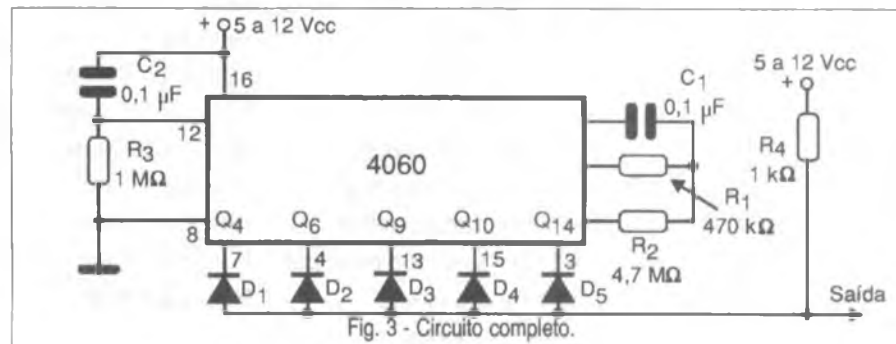 + 5 a 12 Vcc
C2
0,1 µF
16
12
R3
1 MΩ
8
4060
C1
0,1 µF
R1
470 kΩ
R2
4,7 MΩ
5 a 12 Vcc
+
R4
1 kΩ
Q4 Q6 Q9 Q10 Q14
7 4 13 15 3
D1 D2 D3 D4 D5
Saída
Fig. 3 - Circuito completo.